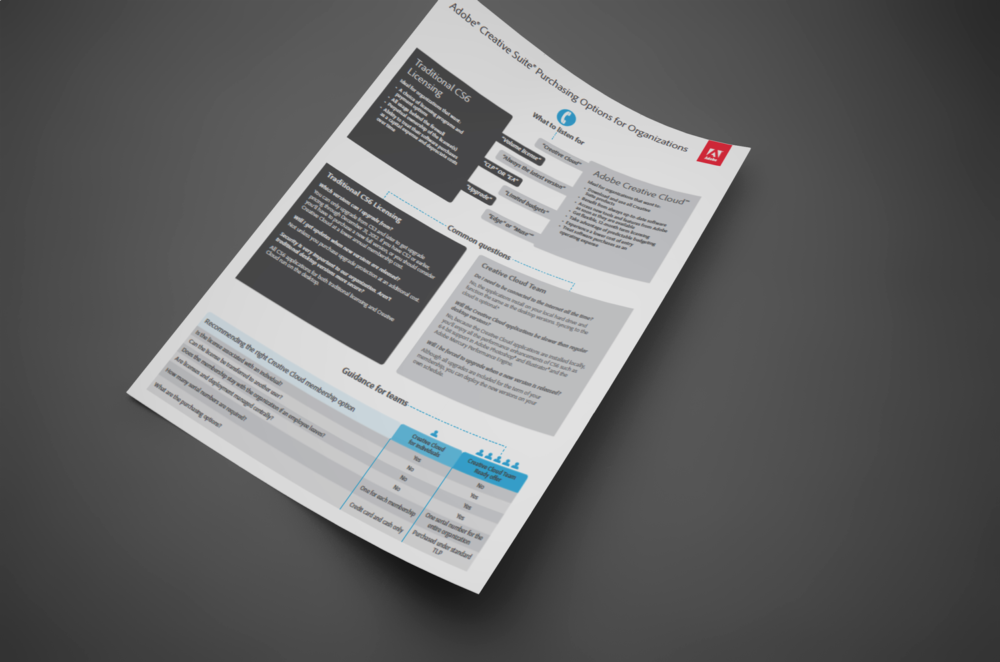 Adobe® Creative Suite® Purchasing Options for Organizations
Adobe
Traditional CS6
Licensing
Ideal for organizations that want:
• A choice of licensing programs and
payment options
• All usage behind the firewall
• Perpetual ownership of the license(s)
• Ability to treat their software purchases
as a capital expense and depreciate costs
over time
What to listen for
"Creative Cloud"
"Volume license"
"Always the latest version"
"CLP" OR "EA"
"Limited budgets"
"Upgrade"
"Edge" or "Muse™"
Adobe Creative Cloud™
Ideal for organizations that want to:
• Download and use all Creative
Suite products
• Benefit from always up-to-date software
• Access new tools and features from Adobe
as soon as they are available
• Get flexible, 12-month term licensing
• Take advantage of predictable budgeting
• Experience a lower cost of entry
• Treat software purchases as an
operating expense
Common questions
Traditional CS6 Licensing
Which versions can I upgrade from?
You can only upgrade from CS3 and later to get upgrade
pricing through December 31, 2012. If you have CS2 or earlier,
you'll have to purchase a new full version, or you should consider
Creative Cloud at a lower annual membership cost.
Will I get updates when new versions are released?
Not unless you purchase upgrade protection at an additional cost.
Security is very important to our organization. Aren't
traditional desktop versions more secure?
All CS6 applications for both traditional licensing and Creative
Cloud run on the desktop.
Creative Cloud Team
Do I need to be connected to the internet all the time?
No, the applications install on your local hard drive and
function the same as the desktop versions. Syncing to the
cloud is optional.*
Will the Creative Cloud applications be slower then regular
desktop versions?
No, because the Creative Cloud applications are installed locally,
you'll enjoy all the performance enhancements of CS6 such as
64-bit support in Adobe Photoshop® and Illustrator® and the
Adobe Mercury Performance Engine.
Will I be forced to upgrade when a new version is released?
Although all upgrades are included for the term of your
membership, you can deploy the new versions on your
own schedule.
Guidance for teams
Recommending the right Creative Cloud membership option
Creative Cloud
for Individuals
Creative Cloud Team
Ready offer
Is the license associated with an individual?
Yes
No
Can the license be transferred to another user?
No
Yes
Does the membership stay with the organization if an employee leaves?
No
Yes
Are licenses and deployment managed centrally?
No
Yes
How many serial numbers are required?
One for each membership
One serial number for the
entire organization
What are the purchasing options?
Credit card and cash only
Purchased under standard
TLP